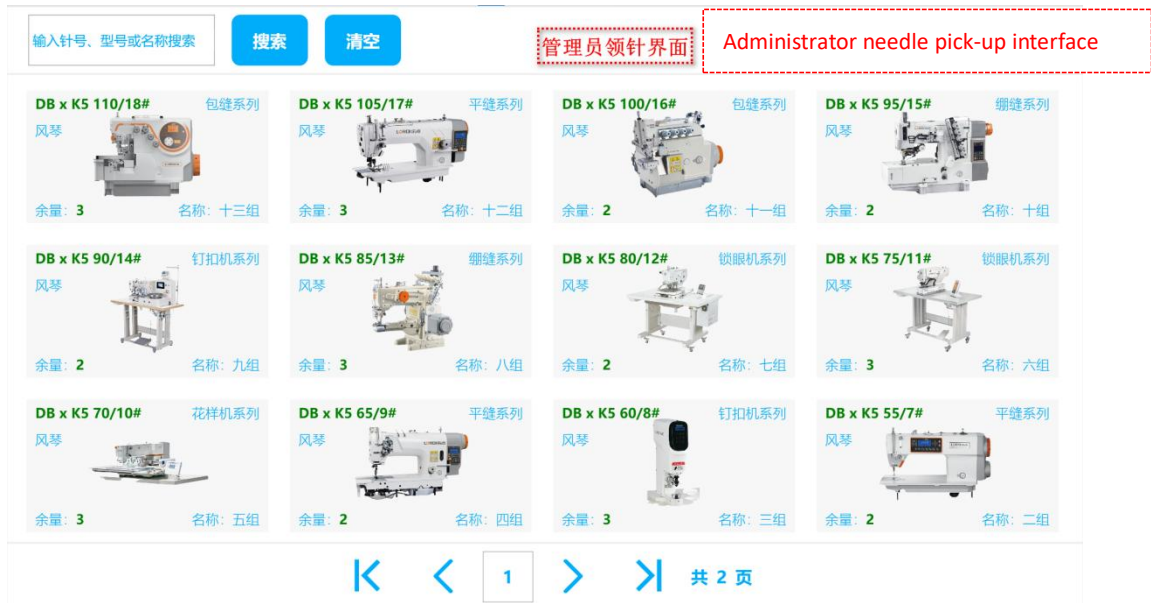 输入针号、型号或名称搜索
搜索
清空
管理员领针界面
Administrator needle pick-up interface
DB x K5 110/18# 包缝系列
风琴
余量: 3 名称: 十三组
DB x K5 105/17# 平缝系列
风琴
余量: 3 名称: 十二组
DB x K5 100/16# 包缝系列
风琴
余量: 2 名称: 十一组
DB x K5 95/15# 绷缝系列
风琴
余量: 2 名称: 十组
DB x K5 90/14# 钉扣机系列
风琴
余量: 2 名称: 九组
DB x K5 85/13# 绷缝系列
风琴
余量: 3 名称: 八组
DB x K5 80/12# 锁眼机系列
风琴
余量: 2 名称: 七组
DB x K5 75/11# 锁眼机系列
风琴
余量: 3 名称: 六组
DB x K5 70/10# 花样机系列
风琴
余量: 3 名称: 五组
DB x K5 65/9# 平缝系列
风琴
余量: 2 名称: 四组
DB x K5 60/8# 钉扣机系列
风琴
余量: 3 名称: 三组
DB x K5 55/7# 平缝系列
风琴
余量: 2 名称: 二组
1
共 2 页